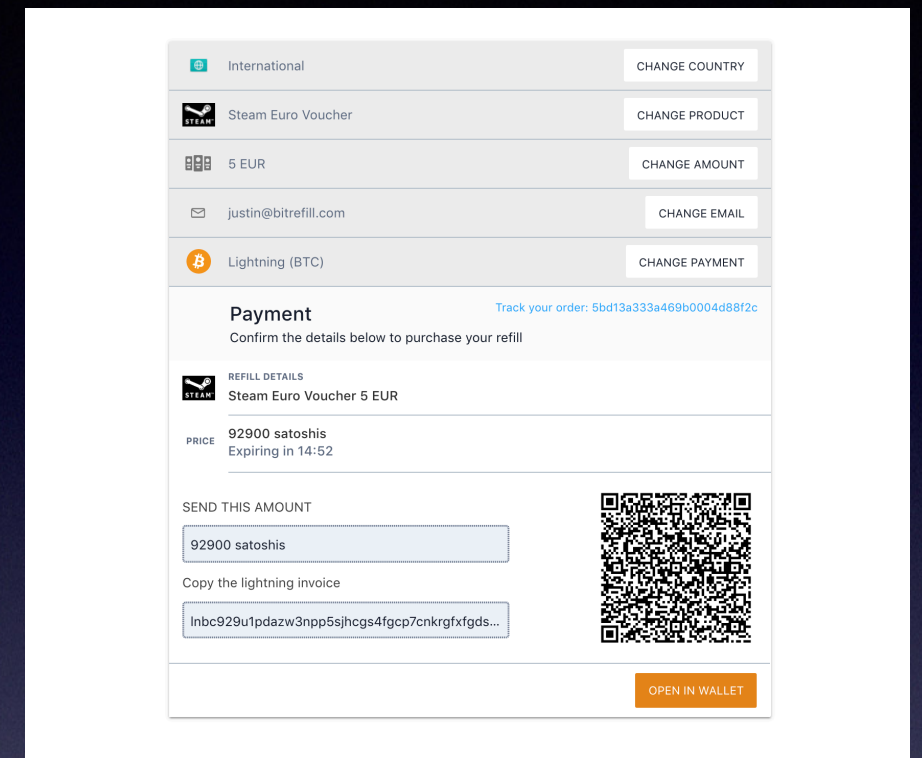 International
CHANGE COUNTRY
STEAM™
Steam Euro Voucher
CHANGE PRODUCT
5 EUR
CHANGE AMOUNT
justin@bitrefill.com
CHANGE EMAIL
Lightning (BTC)
CHANGE PAYMENT
Payment
Track your order: 5bd13a333a469b0004d88f2c
Confirm the details below to purchase your refill
STEAM™
REFILL DETAILS
Steam Euro Voucher 5 EUR
PRICE
92900 satoshis
Expiring in 14:52
SEND THIS AMOUNT
92900 satoshis
Copy the lightning invoice
lnbc929u1pdazw3npp5sjhcgs4fgcp7cnkrgfxfgds...
OPEN IN WALLET